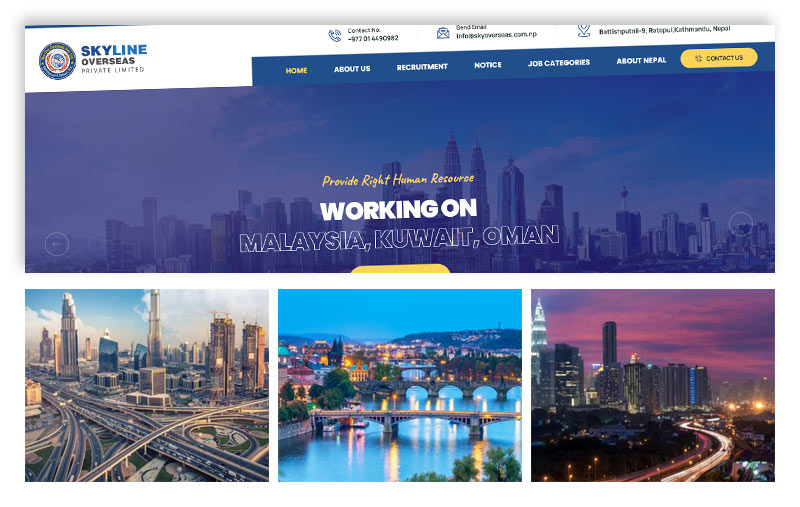 Contact No.
+977 01 4490982
Send Email
info@skyoverseas.com.np
Battishputali-9, Ratopul,Kathmandu, Nepal
SKYLINE
OVERSEAS
PRIVATE LIMITED
HOME
ABOUT US
RECRUITMENT
NOTICE
JOB CATEGORIES
ABOUT NEPAL
CONTACT US
Provide Right Human Resource
WORKING ON
MALAYSIA, KUWAIT, OMAN